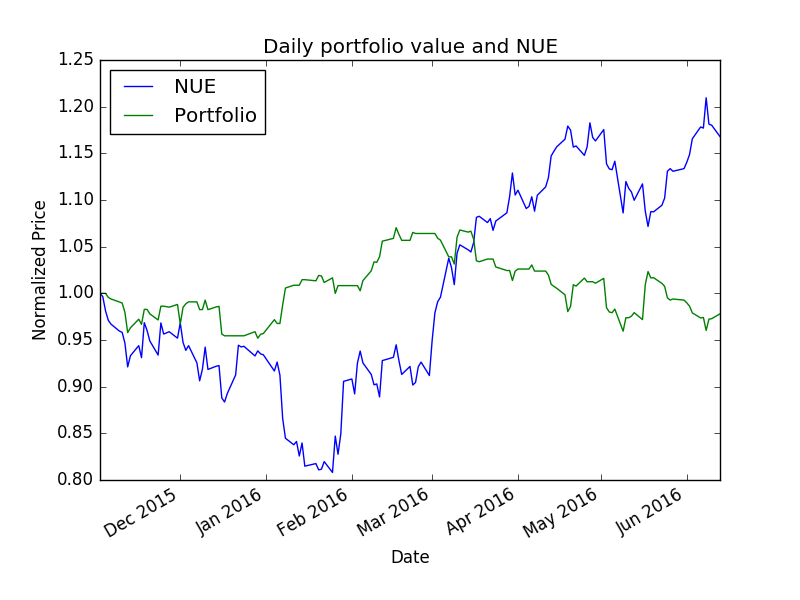 Daily portfolio value and NUE
NUE
Portfolio
1.25
1.20
1.15
1.10
1.05
1.00
0.95
0.90
0.85
0.80
Normalized Price
Dec 2015
Jan 2016
Feb 2016
Mar 2016
Apr 2016
May 2016
Jun 2016
Date